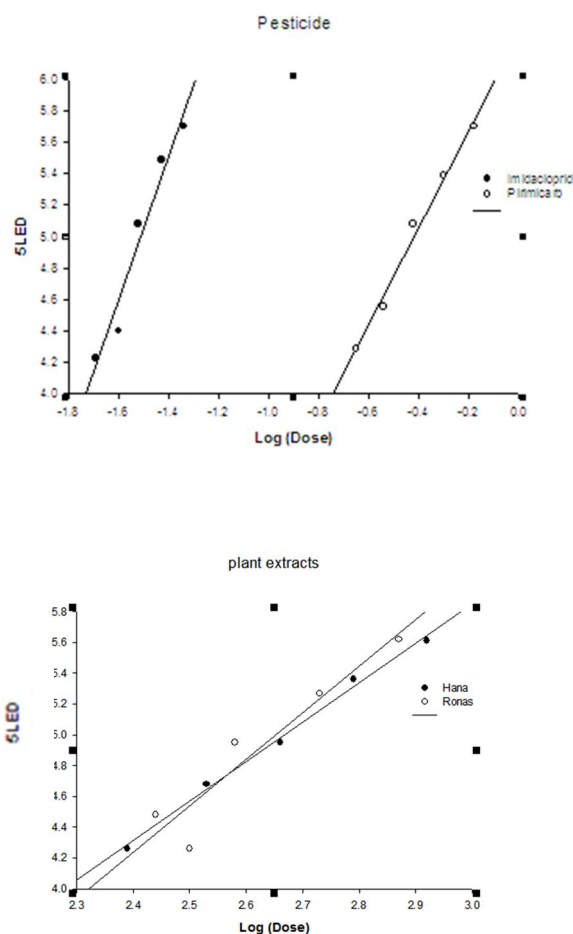 Pesticide
6.0
5.8
5.6
5.4
5.2
5.0
4.8
4.6
4.4
4.2
4.0
5LED
Imidacloprid
Pirimicarb
-1.8 -1.6 -1.4 -1.2 -1.0 -0.8 -0.6 -0.4 -0.2 0.0
Log (Dose)
plant extracts
5.8
5.6
5.4
5.2
5.0
4.8
4.6
4.4
4.2
4.0
5LED
Hana
Ronas
2.3 2.4 2.5 2.6 2.7 2.8 2.9 3.0
Log (Dose)